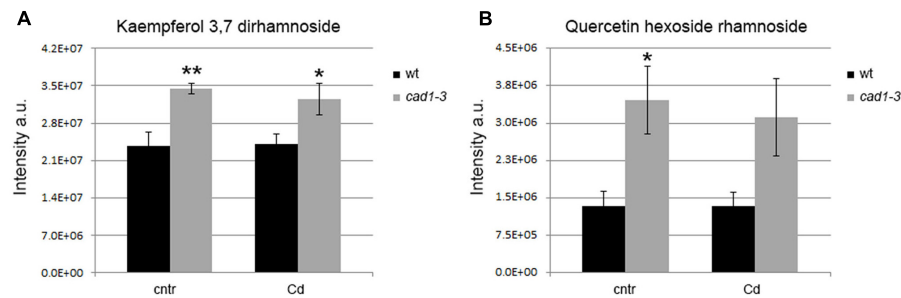 A
Kaempferol 3,7 dirhamnoside
Intensity a.u.
4.2E+07
3.5E+07
2.8E+07
2.1E+07
1.4E+07
7.0E+06
0.0E+00
**
*
cntr
Cd
wt
cad1-3
B
Quercetin hexoside rhamnoside
Intensity a.u.
4.5E+06
3.8E+06
3.0E+06
2.3E+06
1.5E+06
7.5E+05
0.0E+00
*
cntr
Cd
wt
cad1-3